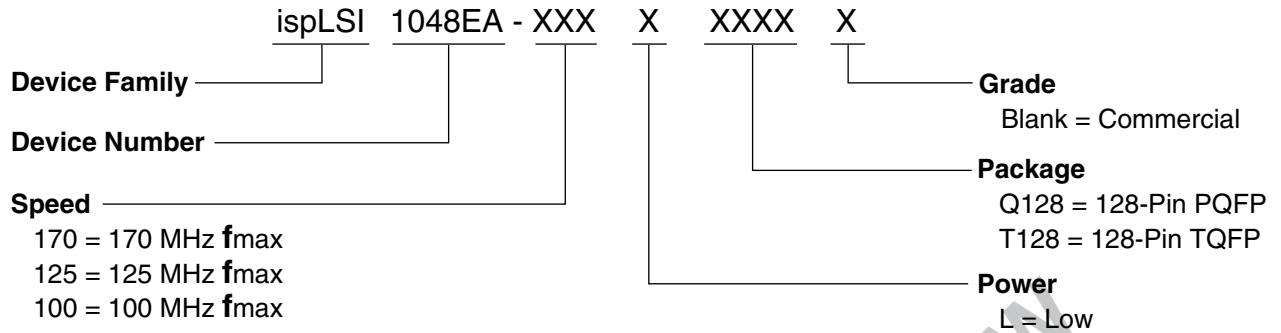 ispLSI 1048EA - XXX X XXXX X
Device Family
Device Number
Speed
170 = 170 MHz fmax
125 = 125 MHz fmax
100 = 100 MHz fmax
Grade
Blank = Commercial
Package
Q128 = 128-Pin PQFP
T128 = 128-Pin TQFP
Power
L = Low